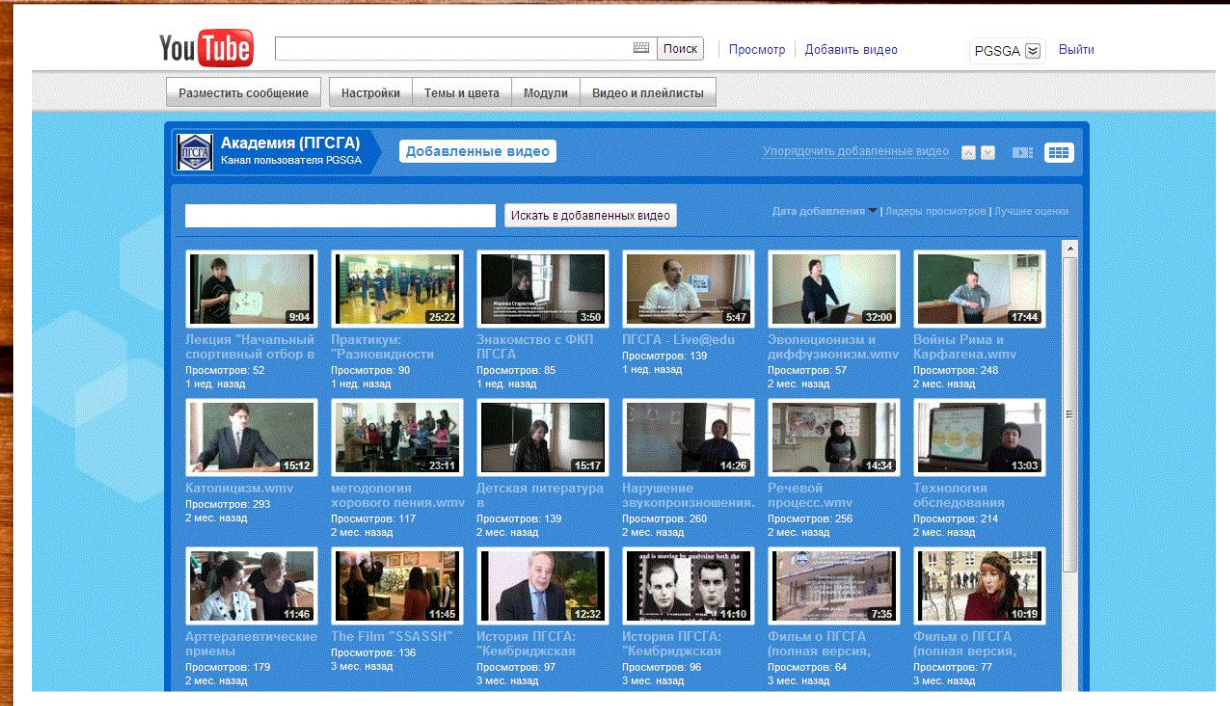 You Tube
Поиск
Просмотр
Добавить видео
PGSGA
Выйти
Разместить сообщение
Настройки
Темы и цвета
Модули
Видео и плейлисты
Академия (ПГСГА)
Канал пользователя PGSGA
Добавленные видео
Упорядочить добавленные видео
Искать в добавленных видео
Дата добавления | Лидеры просмотров | Лучшие оценки
9:04
25:22
3:50
5:47
32:00
17:44
Лекция "Начальный
спортивный отбор в
Просмотров: 52
1 нед. назад
Практикум:
"Разновидности
Просмотров: 90
1 нед. назад
Знакомство с ФКП
ПГСГА
Просмотров: 85
1 нед. назад
ПГСГА - Live@edu
Просмотров: 139
1 нед. назад
Эволюционизм и
диффузионизм.wmv
Просмотров: 57
2 мес. назад
Войны Рима и
Карфагена.wmv
Просмотров: 248
2 мес. назад
15:12
23:11
15:17
14:26
14:34
13:03
Католицизм.wmv
Просмотров: 293
2 мес. назад
методология
хорового пения.wmv
Просмотров: 117
2 мес. назад
Детская литература
в
Просмотров: 139
2 мес. назад
Нарушение
звукопроизношения.
Просмотров: 260
2 мес. назад
Речевой
процесс.wmv
Просмотров: 256
2 мес. назад
Технология
обследования
Просмотров: 214
2 мес. назад
and is moving by analysing both the
11:46
11:45
12:32
11:10
7:35
10:19
Арттерапевтические
приемы
Просмотров: 179
2 мес. назад
The Film "SSASSH"
Просмотров: 136
3 мес. назад
История ПГСГА:
"Кембриджская
Просмотров: 97
3 мес. назад
История ПГСГА:
"Кембриджская
Просмотров: 96
3 мес. назад
Фильм о ПГСГА
(полная версия,
Просмотров: 64
3 мес. назад
Фильм о ПГСГА
(полная версия,
Просмотров: 77
3 мес. назад